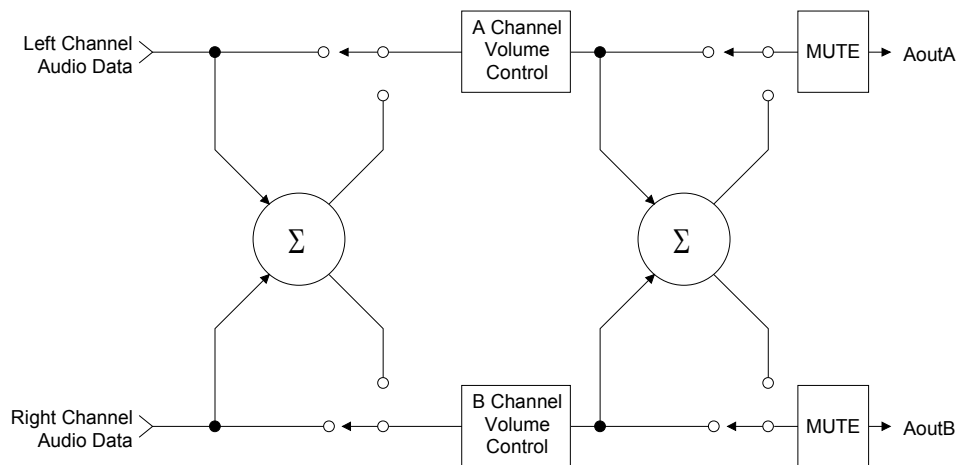 Left Channel
Audio Data
A Channel
Volume
Control
MUTE
AoutA
Σ
Σ
Right Channel
Audio Data
B Channel
Volume
Control
MUTE
AoutB